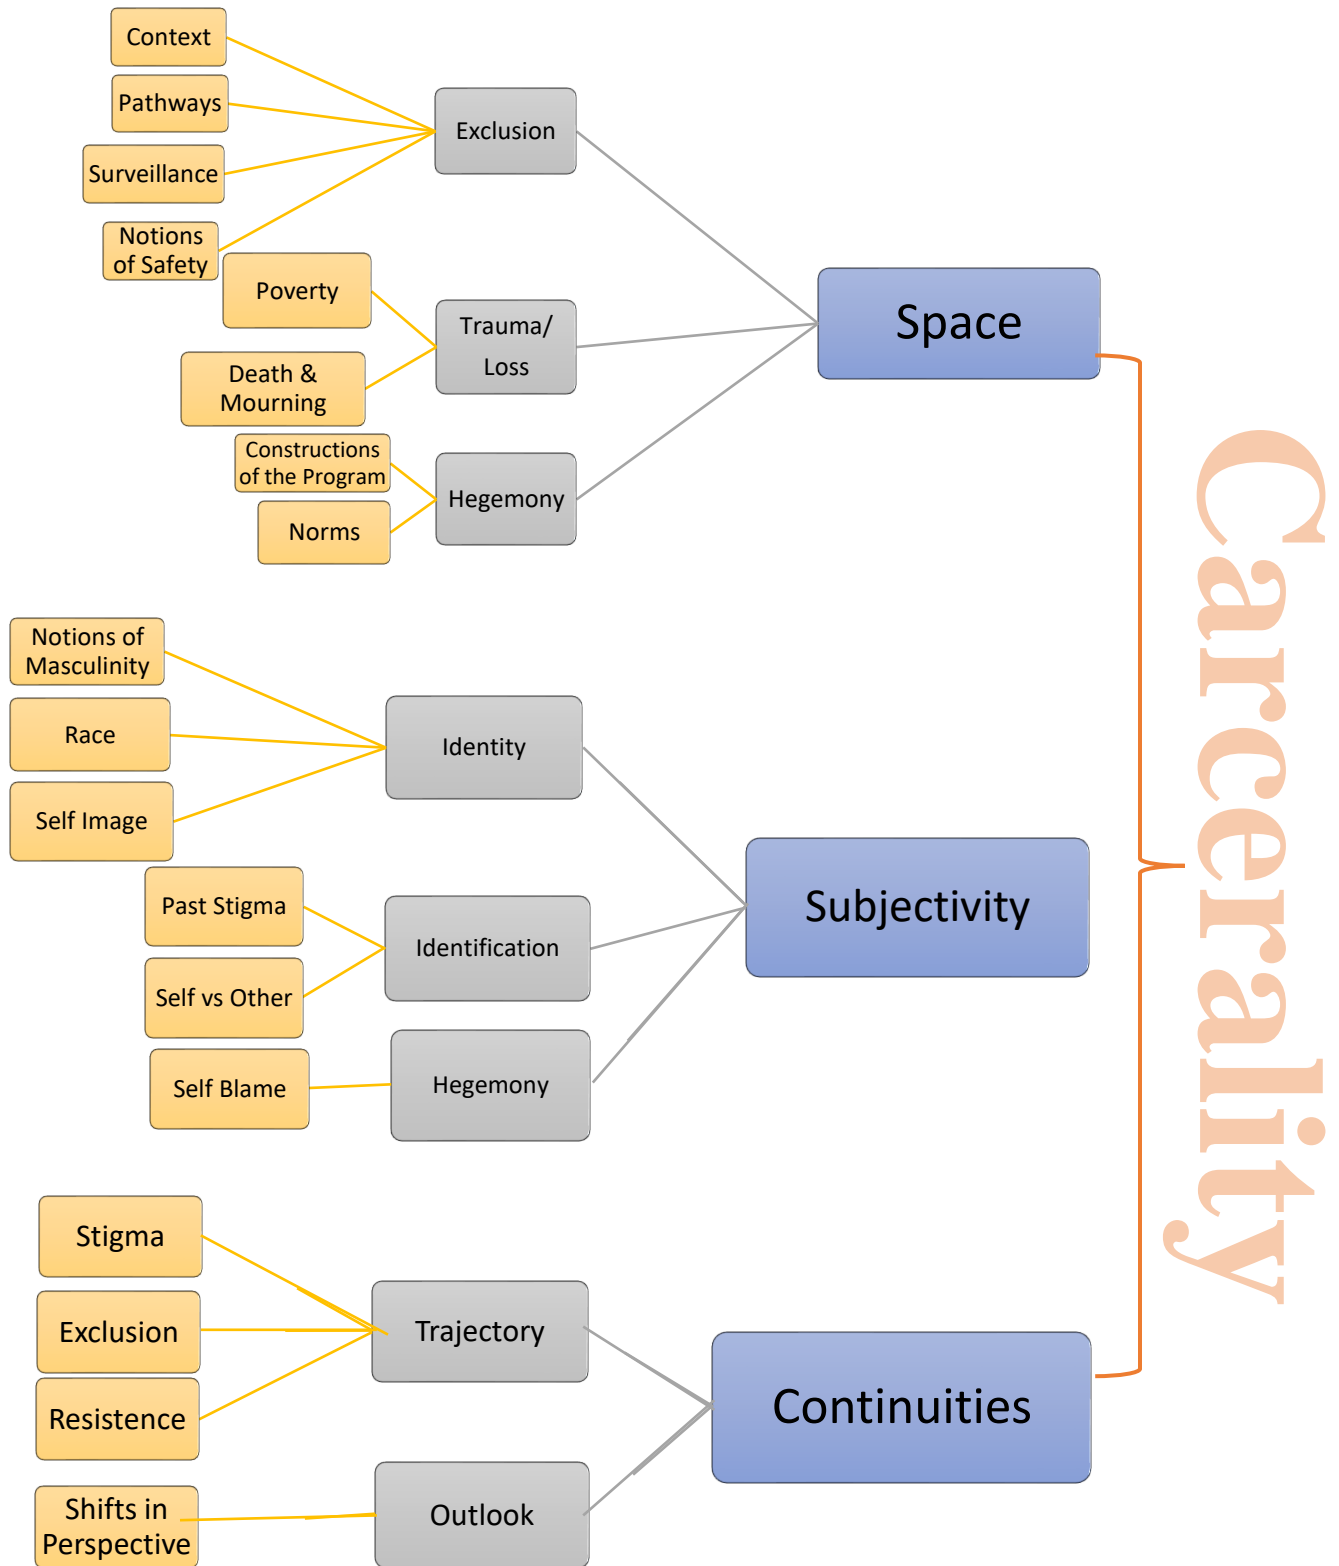 Context
Pathways
Surveillance
Notions
of Safety
Exclusion
Poverty
Death &
Mourning
Trauma/
Loss
Constructions
of the Program
Norms
Hegemony
Space
Notions of
Masculinity
Race
Self Image
Identity
Past Stigma
Self vs Other
Identification
Self Blame
Hegemony
Subjectivity
Stigma
Exclusion
Resistence
Trajectory
Shifts in
Perspective
Outlook
Continuities
Carcerality